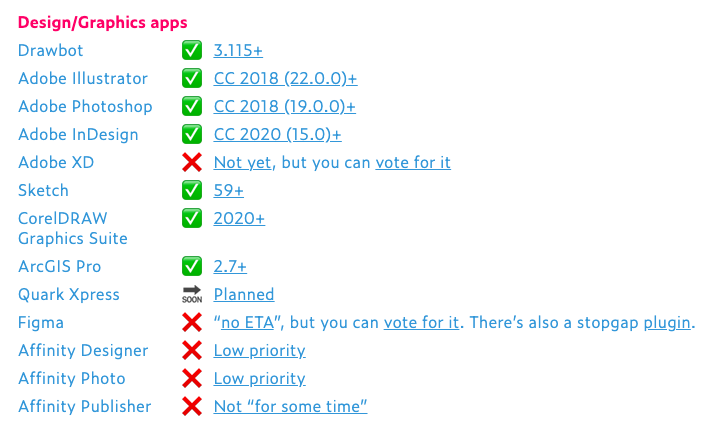 Design/Graphics apps
Drawbot ✅ 3.115+
Adobe Illustrator ✅ CC 2018 (22.0.0)+
Adobe Photoshop ✅ CC 2018 (19.0.0)+
Adobe InDesign ✅ CC 2020 (15.0)+
Adobe XD ❌ Not yet, but you can vote for it
Sketch ✅ 59+
CorelDRAW ✅ 2020+
Graphics Suite
ArcGIS Pro ✅ 2.7+
Quark Xpress 🔜 Planned
Figma ❌ “no ETA”, but you can vote for it. There’s also a stopgap plugin.
Affinity Designer ❌ Low priority
Affinity Photo ❌ Low priority
Affinity Publisher ❌ Not “for some time”